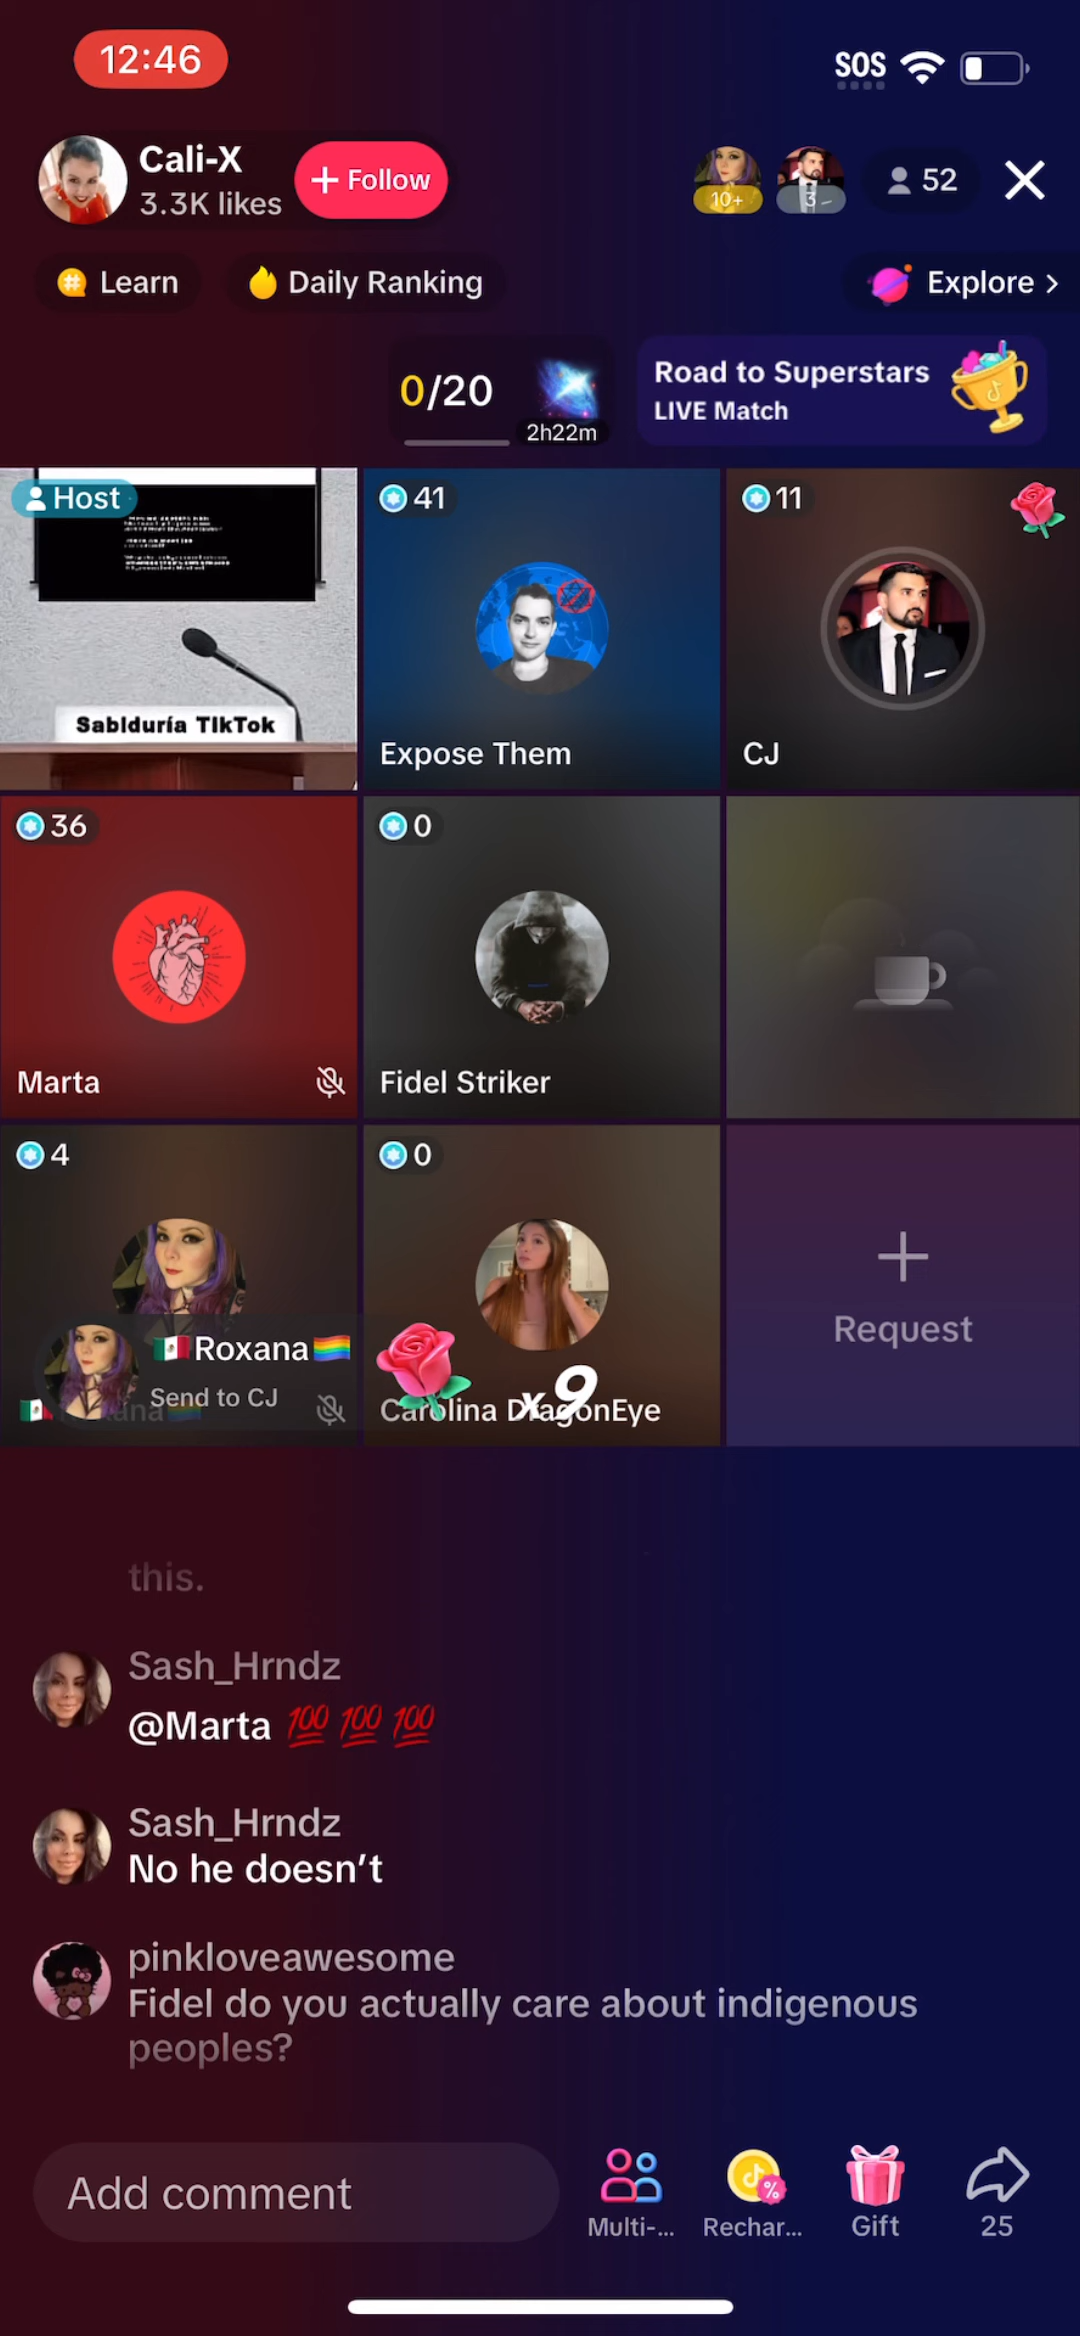 12:46
SOS
Cali-X
3.3K likes
+ Follow
10+
3
52
Learn
Daily Ranking
Explore >
0/20
2h22m
Road to Superstars
LIVE Match
Host
Sabiduría TikTok
41
Expose Them
11
CJ
36
Marta
0
Fidel Striker
4
🇲🇽Roxana🏳️‍🌈
Send to CJ
0
x9
Carolina DragonEye
Request
this.
Sash_Hrndz
@Marta 💯 💯 💯
Sash_Hrndz
No he doesn't
pinkloveawesome
Fidel do you actually care about indigenous
peoples?
Add comment
Multi-...
Rechar...
Gift
25